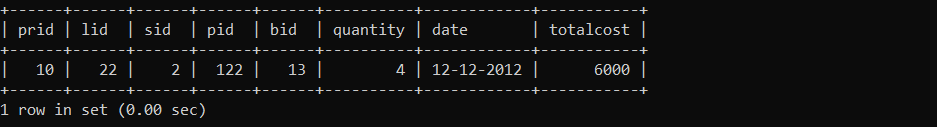 +------+------+------+------+------+----------+------------+-----------+
| prid | lid  | sid  | pid  | bid  | quantity | date       | totalcost |
+------+------+------+------+------+----------+------------+-----------+
|   10 |   22 |    2 |  122 |   13 |        4 | 12-12-2012 |      6000 |
+------+------+------+------+------+----------+------------+-----------+
1 row in set (0.00 sec)